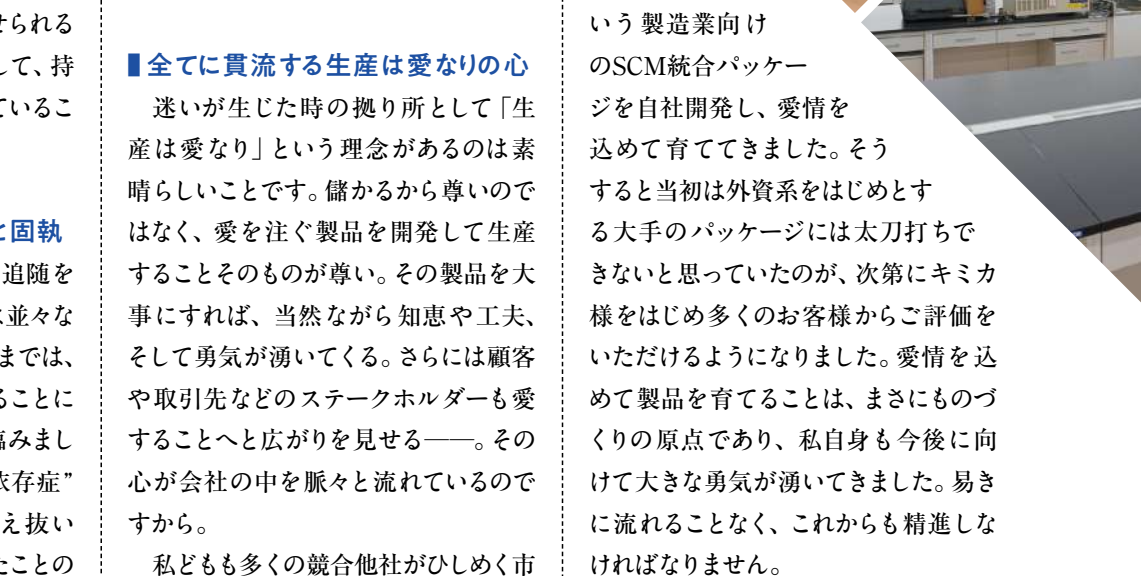 せられる
して、持
ているこ
と固執
追随を
並々な
までは、
ることに
臨みまし
依存症”
え抜い
たことの
全てに貫流する生産は愛なりの心
迷いが生じた時の拠り所として「生
産は愛なり」という理念があるのは素
晴らしいことです。儲かるから尊いので
はなく、愛を注ぐ製品を開発して生産
することそのものが尊い。その製品を大
事にすれば、当然ながら知恵や工夫、
そして勇気が湧いてくる。さらには顧客
や取引先などのステークホルダーも愛
することへと広がりを見せる——。その
心が会社の中を脈々と流れているので
すから。
私どもも多くの競合他社がひしめく市
いう製造業向け
のSCM統合パッケー
ジを自社開発し、愛情を
込めて育ててきました。そう
すると当初は外資系をはじめとす
る大手のパッケージには太刀打ちで
きないと思っていたのが、次第にキミカ
様をはじめ多くのお客様からご評価を
いただけるようになりました。愛情を込
めて製品を育てることは、まさにものづ
くりの原点であり、私自身も今後に向
けて大きな勇気が湧いてきました。易き
に流れることなく、これからも精進しな
ければなりません。